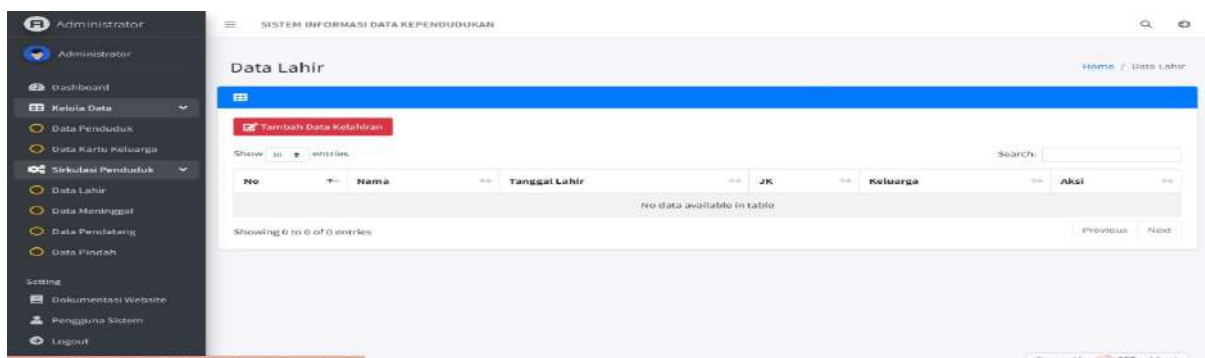 Administrator
SISTEM INFORMASI DATA KEPENDUDUKAN
Administrator
Data Lahir
Home / Data Lahir
Dashboard
Kelola Data
Data Penduduk
Data Kartu Keluarga
Sirkulasi Penduduk
Data Lahir
Data Meninggal
Data Pendatang
Data Pindah
Setting
Dokumentasi Website
Pengguna Sistem
Logout
Tambah Data Kelahiran
Show 10 entries
Search:
No Nama Tanggal Lahir JK Keluarga Aksi
No data available in table
Showing 0 to 0 of 0 entries
Previous Next